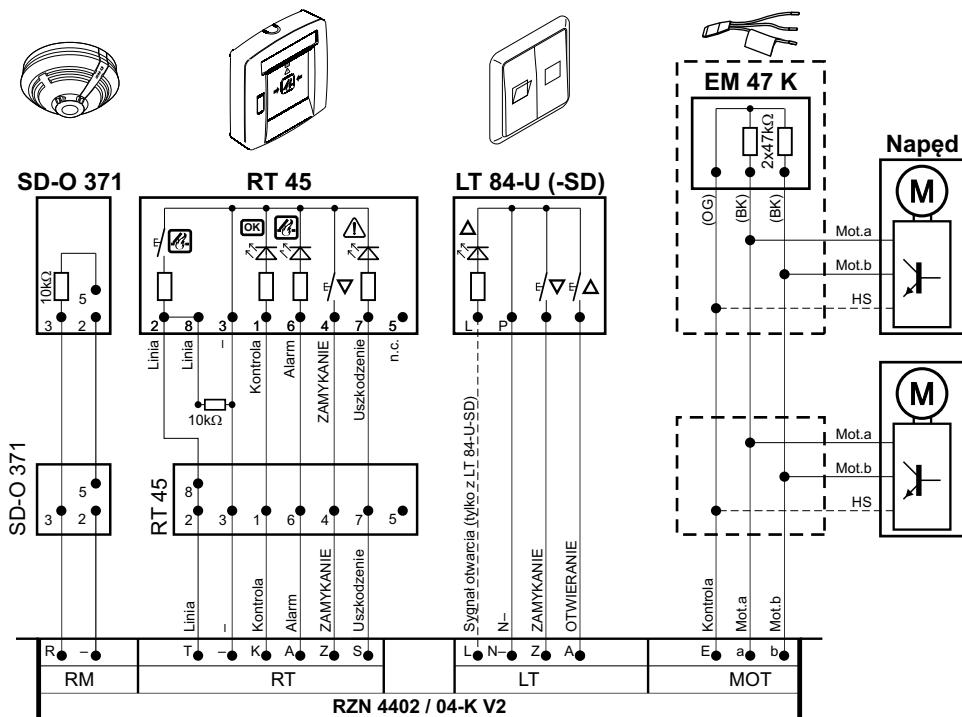 EM 47 K
2x47kΩ
(OG)
(BK)
(BK)
Napęd
M
Mot.a
Mot.b
HS
SD-O 371
10kΩ
5
3 2
RT 45
OK
2 8 3 1 6 4 7 5
Linia
Linia
–
Kontrola
Alarm
ZAMYKANIE
Uszkodzenie
n.c.
10kΩ
LT 84-U (-SD)
L P
M
Mot.a
Mot.b
HS
SD-O 371
5
3 2
RT 45
8
2 3 1 6 4 7 5
Linia
–
Kontrola
Alarm
ZAMYKANIE
Uszkodzenie
Sygnał otwarcia (tylko z LT 84-U-SD)
N–
ZAMYKANIE
OTWIERANIE
Kontrola
Mot.a
Mot.b
R –
T – K A Z S
L N– Z A
E a b
RM
RT
LT
MOT
RZN 4402 / 04-K V2